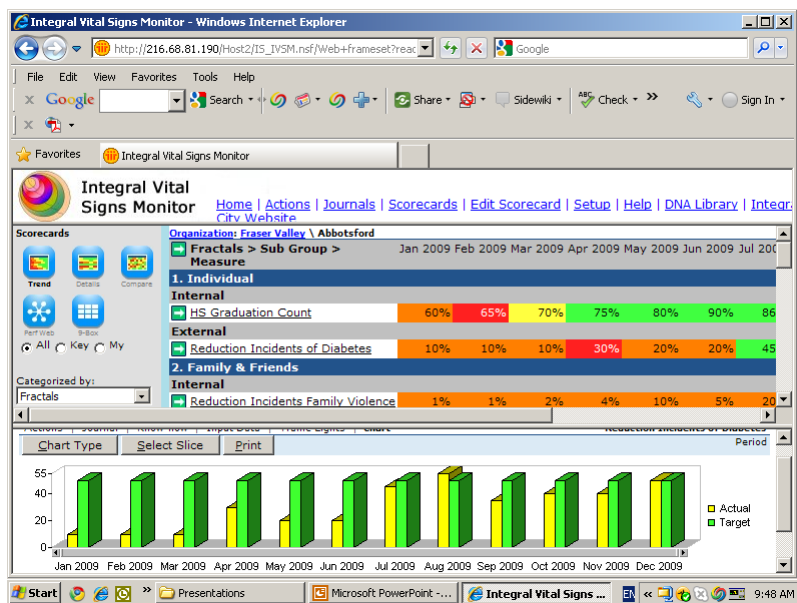 Integral Vital Signs Monitor - Windows Internet Explorer
http://216.68.81.190/Host2/IS_IVSM.nsf/Web+frameset?reac
Google
File Edit View Favorites Tools Help
x Google Search Share Sidewiki ABC Check » Sign In
x
Favorites Integral Vital Signs Monitor
Integral Vital
Signs Monitor
Home | Actions | Journals | Scorecards | Edit Scorecard | Setup | Help | DNA Library | Integr
City Website
Scorecards
Trend Details Compare
Perf Web 9-Box
All Key My
Categorized by:
Fractals
Organization: Fraser Valley \ Abbotsford
Fractals > Sub Group > Jan 2009 Feb 2009 Mar 2009 Apr 2009 May 2009 Jun 2009 Jul 200
Measure
1. Individual
Internal
HS Graduation Count 60% 65% 70% 75% 80% 90% 86
External
Reduction Incidents of Diabetes 10% 10% 10% 30% 20% 20% 45
2. Family & Friends
Internal
Reduction Incidents Family Violence 1% 1% 2% 4% 10% 5% 20
Actions | Journal | Know how | Input Data | Traffic Lights | Chart Reduction Incidents of Diabetes
Chart Type Select Slice Print Period
55
40
20
0
Jan 2009 Feb 2009 Mar 2009 Apr 2009 May 2009 Jun 2009 Jul 2009 Aug 2009 Sep 2009 Oct 2009 Nov 2009 Dec 2009
Actual
Target
Start » Presentations Microsoft PowerPoint -... Integral Vital Signs ... EN « 9:48 AM